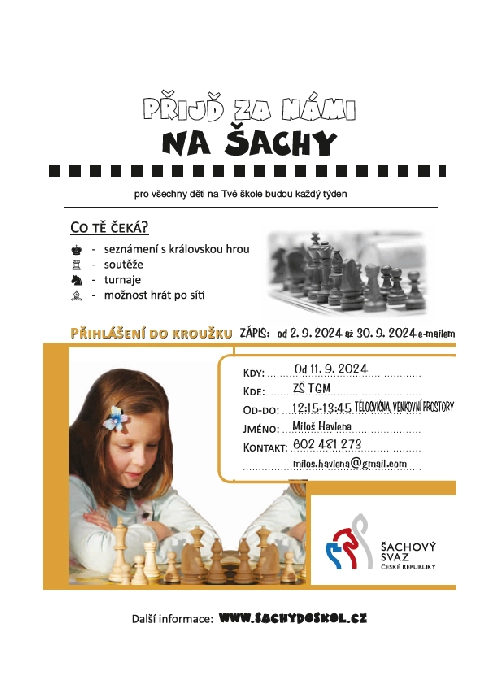 PŘIJĎ ZA NÁMI
NA ŠACHY
pro všechny děti na Tvé škole budou každý týden
CO TĚ ČEKÁ?
- seznámení s královskou hrou
- soutěže
- turnaje
- možnost hrát po síti
PŘIHLÁŠENÍ DO KROUŽKU ZÁPIS: od 2. 9. 2024 až 30. 9. 2024 e-mailem
KDY: Od 11. 9. 2024
KDE: ZŠ TGM
OD-DO: 12:15-13:45 TĚLOCVIČNA, VENKOVNÍ PROSTORY
JMÉNO: Miloš Havlena
KONTAKT: 602 481 273
milos.havlena@gmail.com
ŠACHOVÝ
SVAZ
ČESKÉ REPUBLIKY
Další informace: WWW.SACHYDOSKOL.CZ